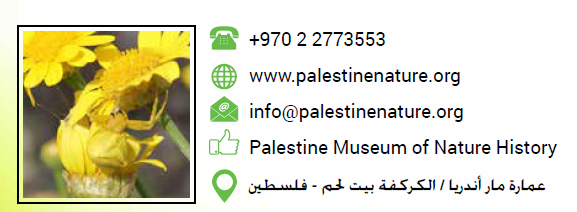 +970 2 2773553
www.palestinenature.org
info@palestinenature.org
Palestine Museum of Nature History
عمارة مار أندريا / الكركفة بيت لحم - فلسطين